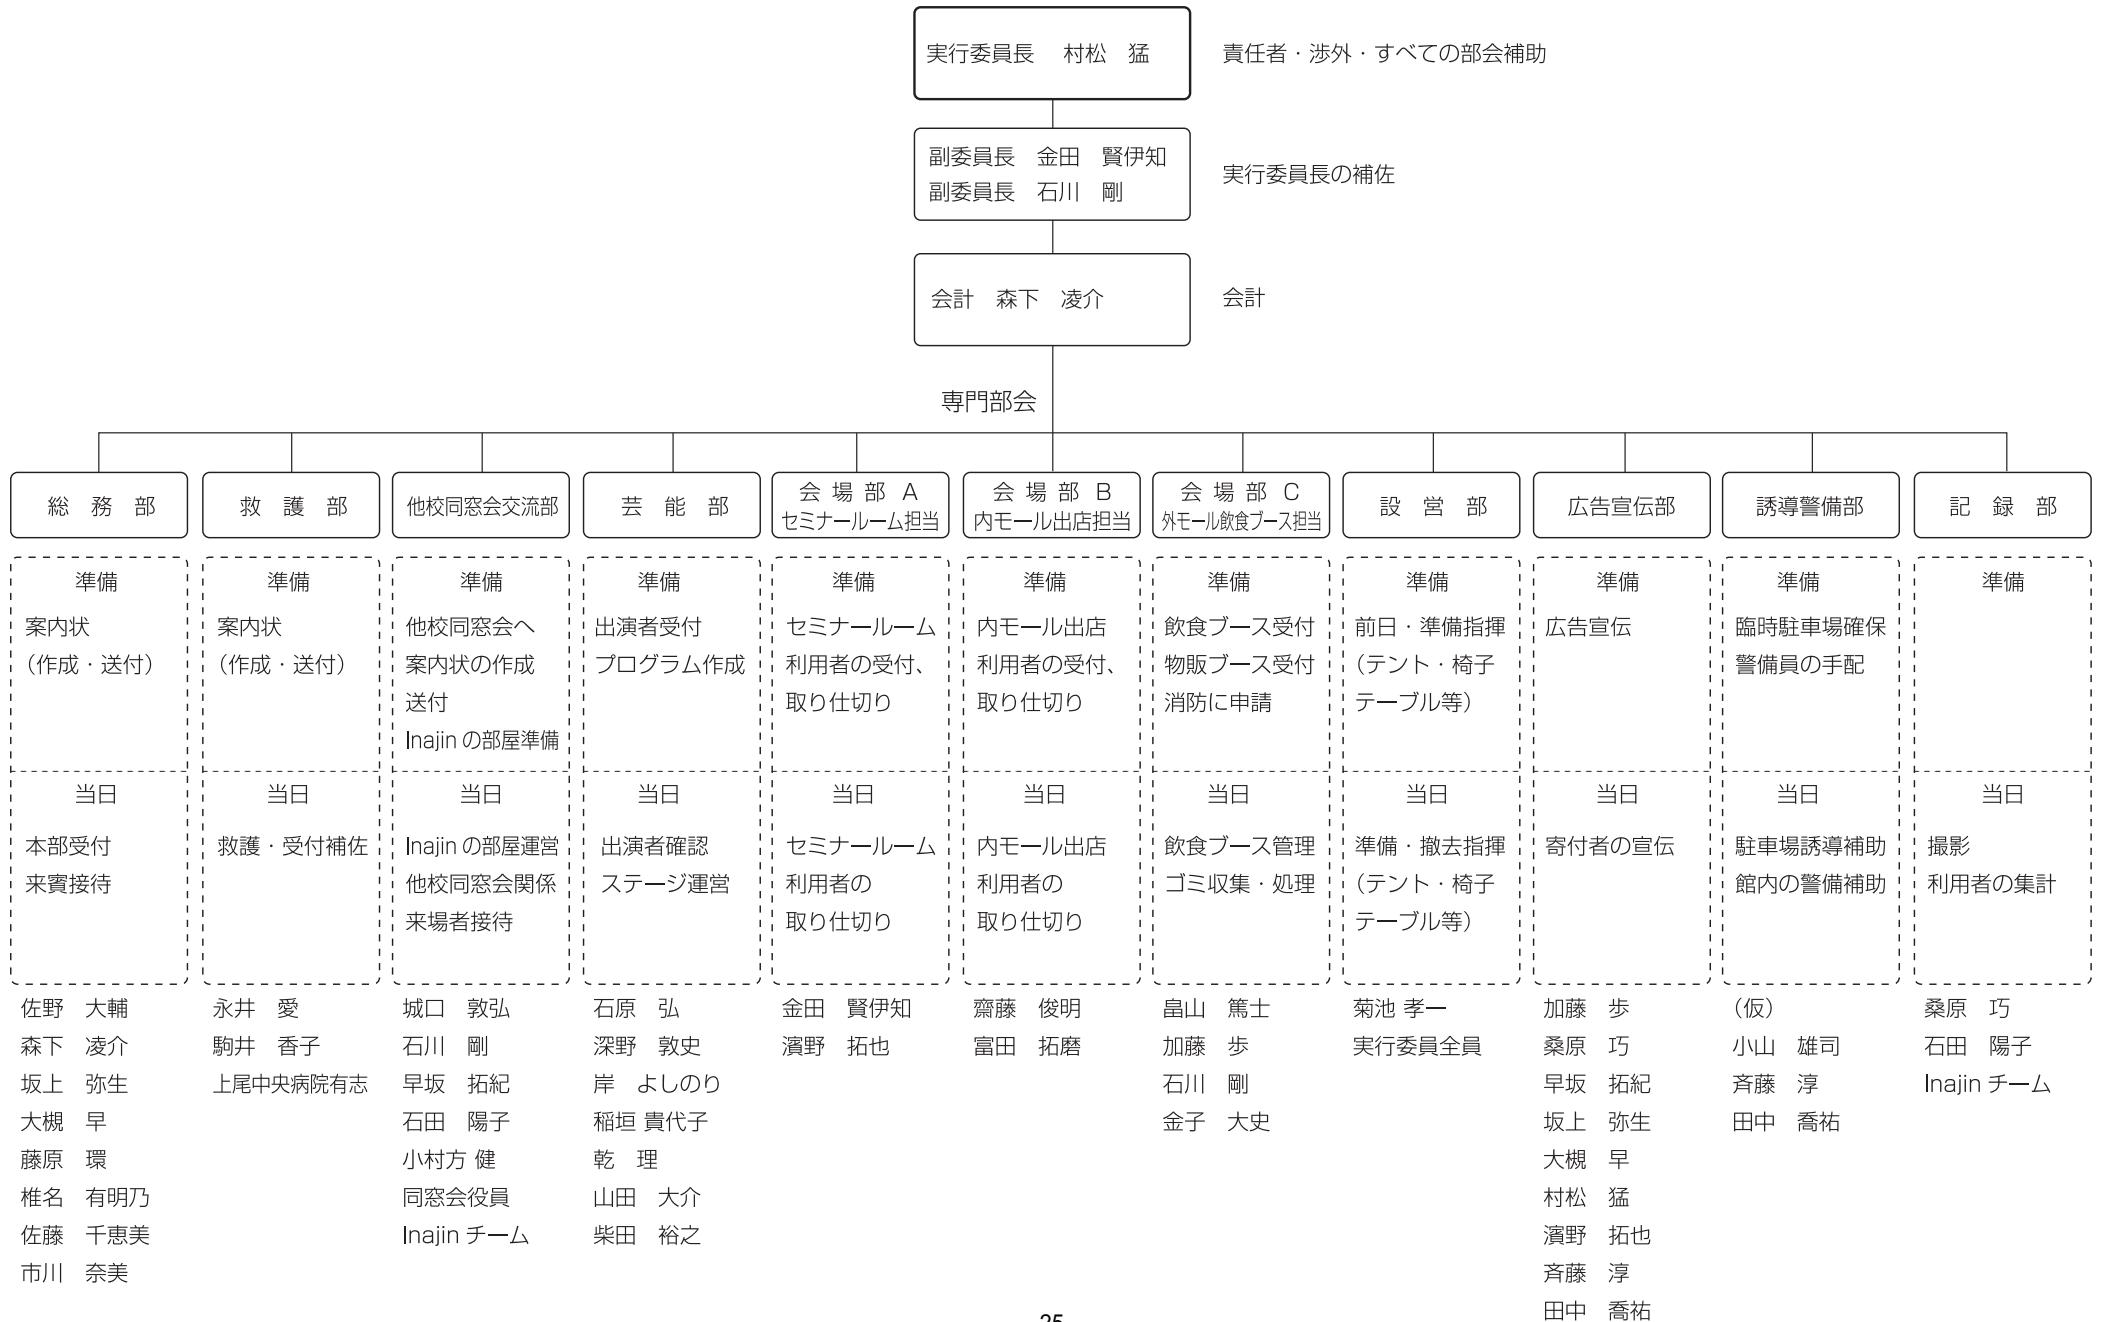 実行委員長　村松　猛
責任者・渉外・すべての部会補助
副委員長　金田　賢伊知
副委員長　石川　剛
実行委員長の補佐
会計　森下　凌介
会計
専門部会
総　務　部
準備
案内状
（作成・送付）
当日
本部受付
来賓接待
佐野　大輔
森下　凌介
坂上　弥生
大槻　早
藤原　環
椎名　有明乃
佐藤　千恵美
市川　奈美
救　護　部
準備
案内状
（作成・送付）
当日
救護・受付補佐
永井　愛
駒井　香子
上尾中央病院有志
他校同窓会交流部
準備
他校同窓会へ
案内状の作成
送付
Inajin の部屋準備
当日
Inajin の部屋運営
他校同窓会関係
来場者接待
城口　敦弘
石川　剛
早坂　拓紀
石田　陽子
小村方 健
同窓会役員
Inajin チーム
芸　能　部
準備
出演者受付
プログラム作成
当日
出演者確認
ステージ運営
石原　弘
深野　敦史
岸　よしのり
稲垣 貴代子
乾　理
山田　大介
柴田　裕之
会 場 部 A
セミナールーム担当
準備
セミナールーム
利用者の受付、
取り仕切り
当日
セミナールーム
利用者の
取り仕切り
金田　賢伊知
濱野　拓也
会 場 部 B
内モール出店担当
準備
内モール出店
利用者の受付、
取り仕切り
当日
内モール出店
利用者の
取り仕切り
齋藤　俊明
富田　拓磨
会 場 部 C
外モール飲食ブース担当
準備
飲食ブース受付
物販ブース受付
消防に申請
当日
飲食ブース管理
ゴミ収集・処理
畠山　篤士
加藤　歩
石川　剛
金子　大史
設　営　部
準備
前日・準備指揮
（テント・椅子
テーブル等）
当日
準備・撤去指揮
（テント・椅子
テーブル等）
菊池 孝一
実行委員全員
広告宣伝部
準備
広告宣伝
当日
寄付者の宣伝
加藤　歩
桑原　巧
早坂　拓紀
坂上　弥生
大槻　早
村松　猛
濱野　拓也
斉藤　淳
田中　喬祐
誘導警備部
準備
臨時駐車場確保
警備員の手配
当日
駐車場誘導補助
館内の警備補助
（仮）
小山　雄司
斉藤　淳
田中　喬祐
記　録　部
準備
当日
撮影
利用者の集計
桑原　巧
石田　陽子
Inajin チーム
25